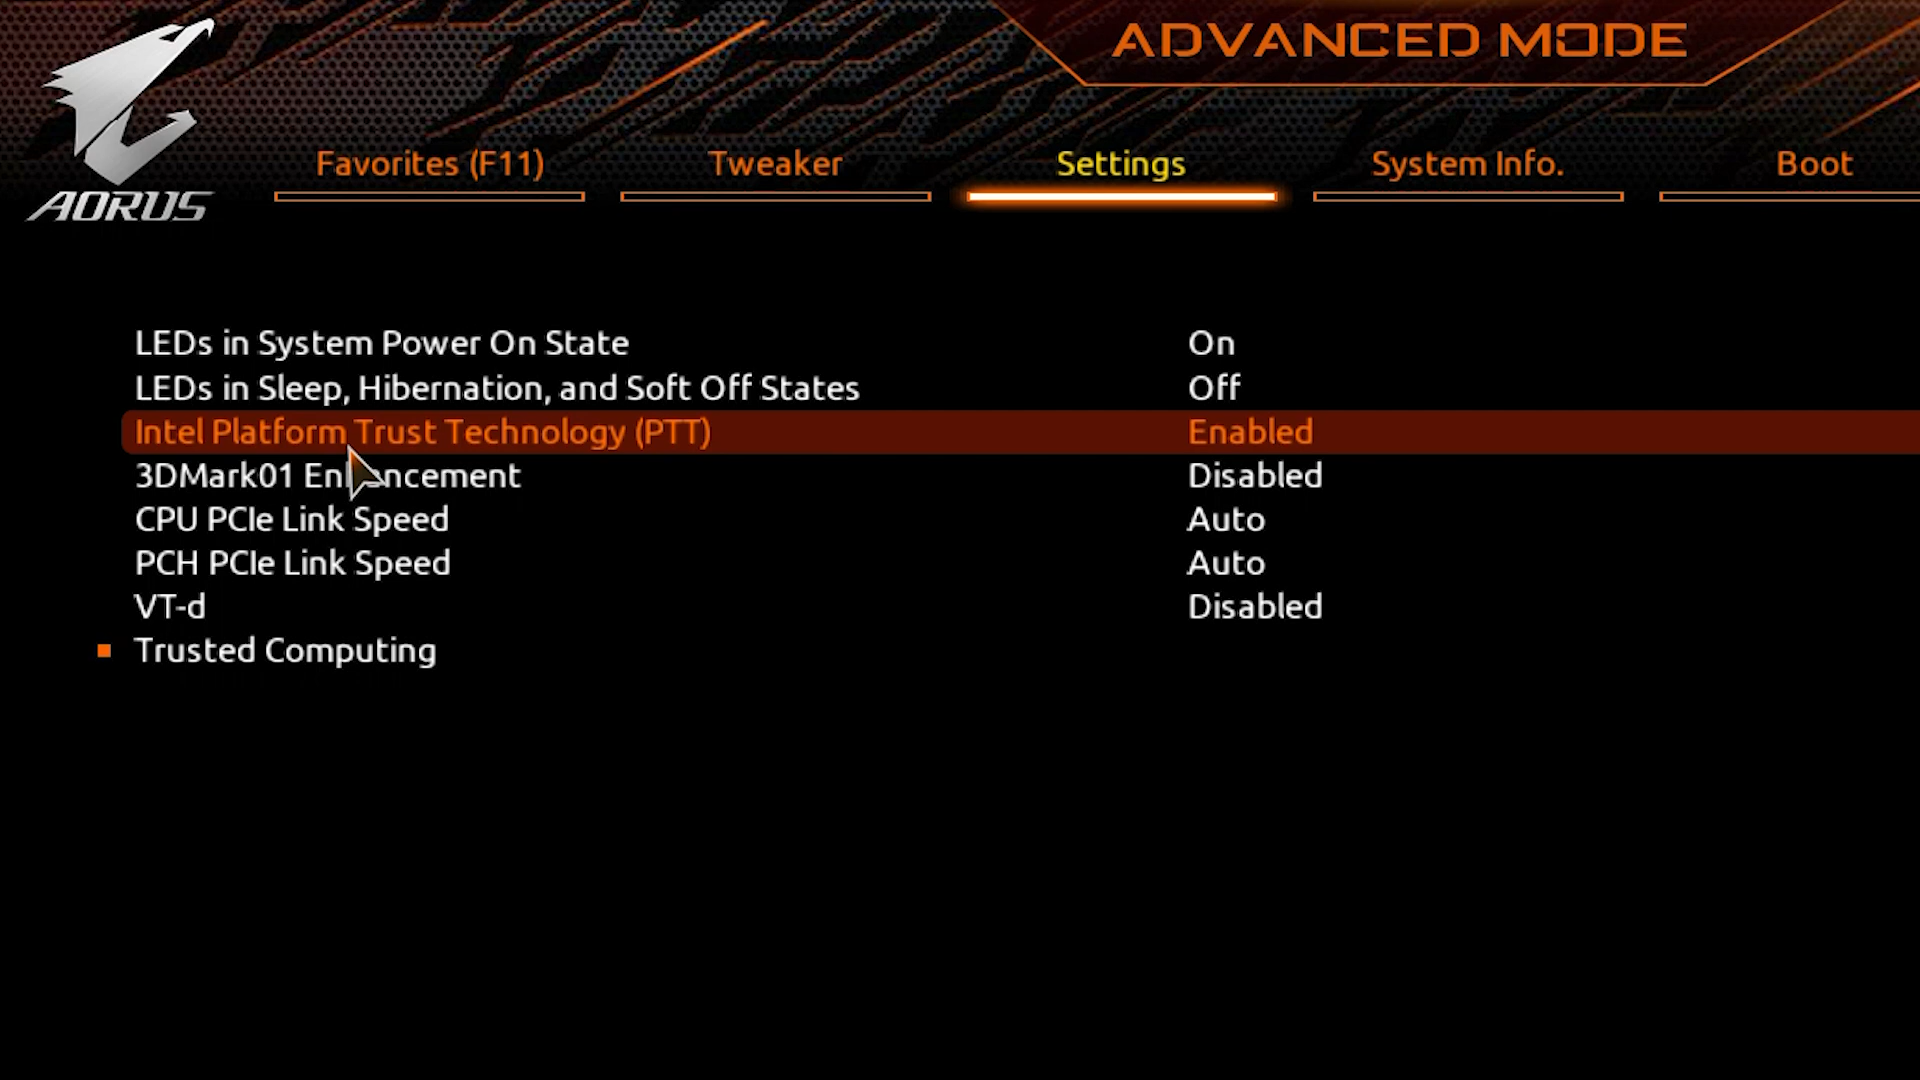 ADVANCED MODE
AORUS
Favorites (F11) Tweaker Settings System Info. Boot
LEDs in System Power On State On
LEDs in Sleep, Hibernation, and Soft Off States Off
Intel Platform Trust Technology (PTT) Enabled
3DMark01 Enhancement Disabled
CPU PCIe Link Speed Auto
PCH PCIe Link Speed Auto
VT-d Disabled
Trusted Computing